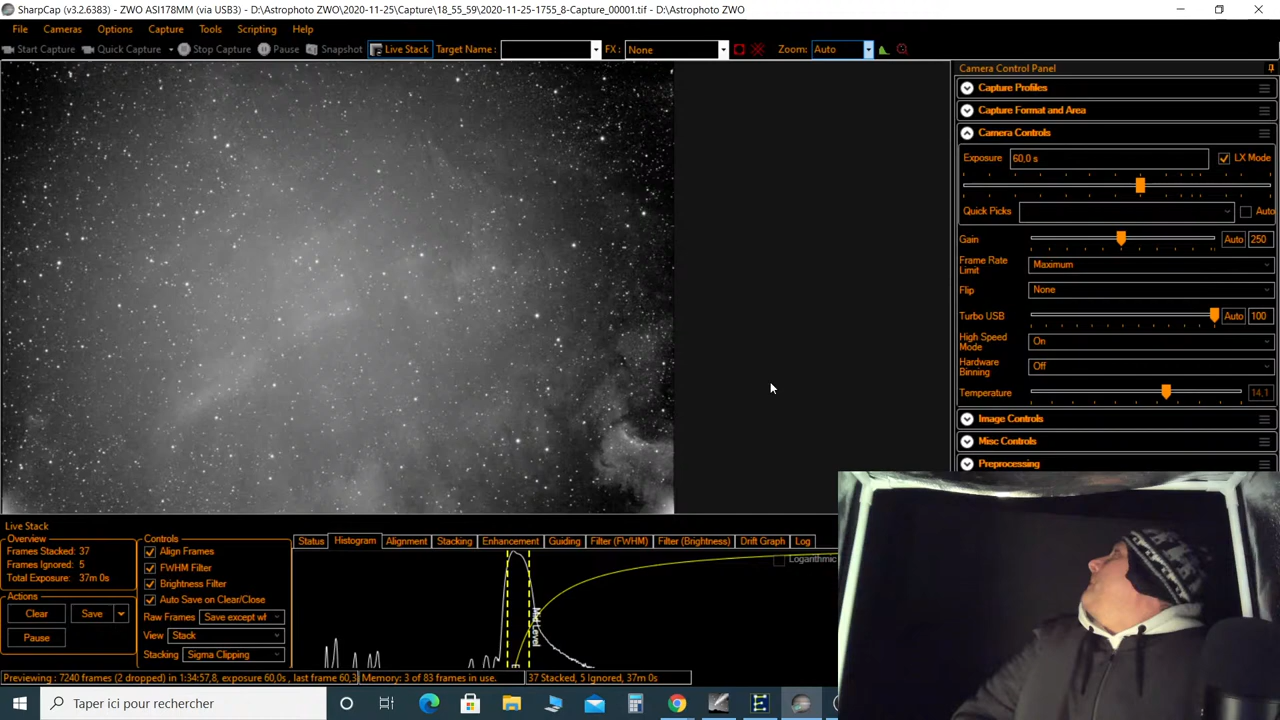 SharpCap (v3.2.6383) - ZWO ASI178MM (via USB3) - D:\Astrophoto ZWO\2020-11-25\Capture\18_55_59\2020-11-25-1755_8-Capture_00001.tif - D:\Astrophoto ZWO
File Cameras Options Capture Tools Scripting Help
Start Capture Quick Capture Stop Capture Pause Snapshot Live Stack Target Name : FX : None Zoom: Auto
Camera Control Panel
Capture Profiles
Capture Format and Area
Camera Controls
Exposure 60,0 s LX Mode
Quick Picks Auto
Gain Auto 250
Frame Rate Limit Maximum
Flip None
Turbo USB Auto 100
High Speed Mode On
Hardware Binning Off
Temperature 14,1
Image Controls
Misc Controls
Preprocessing
Live Stack
Overview
Frames Stacked: 37
Frames Ignored: 5
Total Exposure: 37m 0s
Actions
Clear Save
Pause
Controls
Align Frames
FWHM Filter
Brightness Filter
Auto Save on Clear/Close
Raw Frames Save except wh
View Stack
Stacking Sigma Clipping
Status Histogram Alignment Stacking Enhancement Guiding Filter (FWHM) Filter (Brightness) Drift Graph Log
Logarithmic
Mid Level
Previewing : 7240 frames (2 dropped) in 1:34:57,8, exposure 60,0s , last frame 60,3 Memory: 3 of 83 frames in use. 37 Stacked, 5 Ignored, 37m 0s
Taper ici pour rechercher